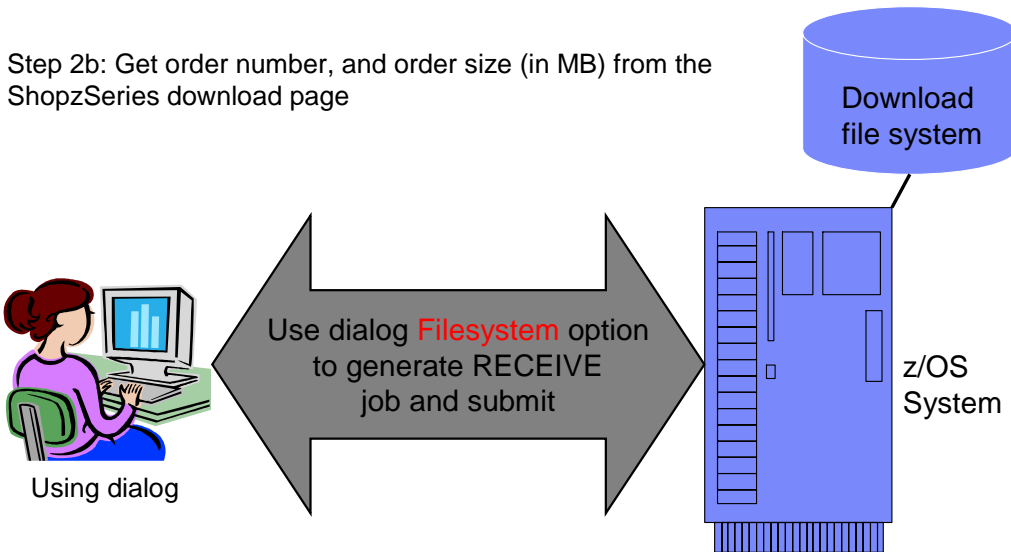 Step 2b: Get order number, and order size (in MB) from the
ShopzSeries download page
Download
file system
Use dialog Filesystem option
to generate RECEIVE
job and submit
z/OS
System
Using dialog